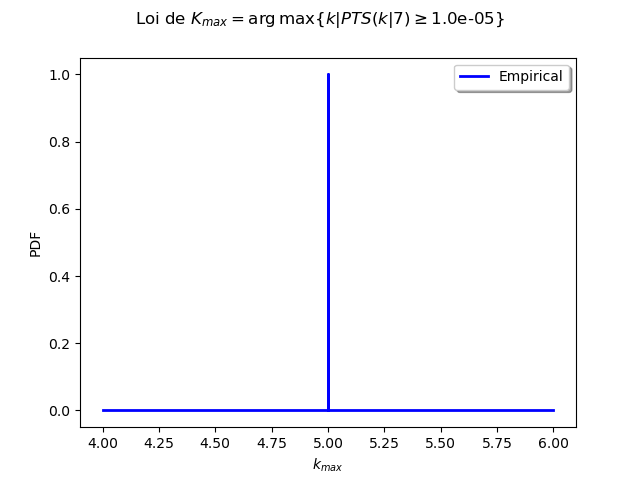 Loi de $K_{max} = \arg\max\{k|PTS(k|7) \geq 1.0e-05\}$
Empirical
1.0
0.8
0.6
0.4
0.2
0.0
PDF
4.00 4.25 4.50 4.75 5.00 5.25 5.50 5.75 6.00
$k_{max}$